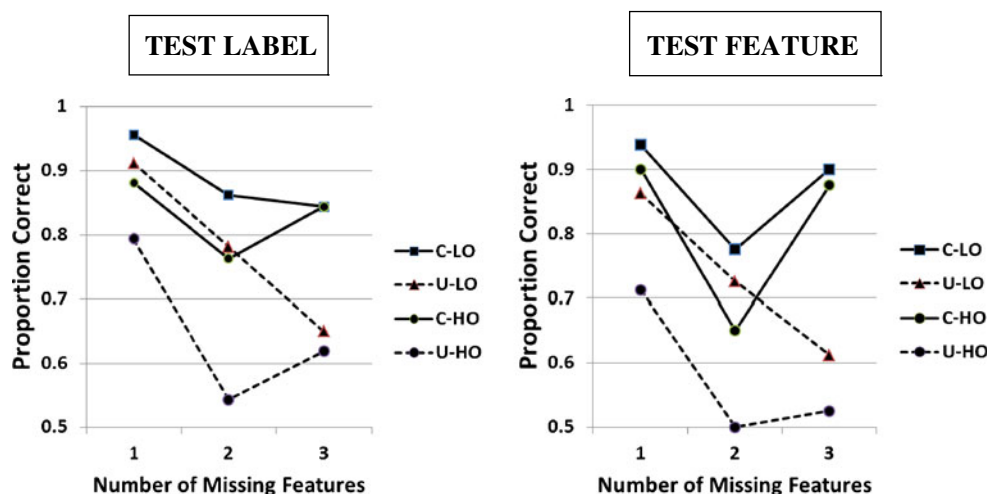 TEST LABEL
1
0.9
0.8
0.7
0.6
0.5
Proportion Correct
1 2 3
Number of Missing Features
C-LO
U-LO
C-HO
U-HO
TEST FEATURE
1
0.9
0.8
0.7
0.6
0.5
Proportion Correct
1 2 3
Number of Missing Features
C-LO
U-LO
C-HO
U-HO